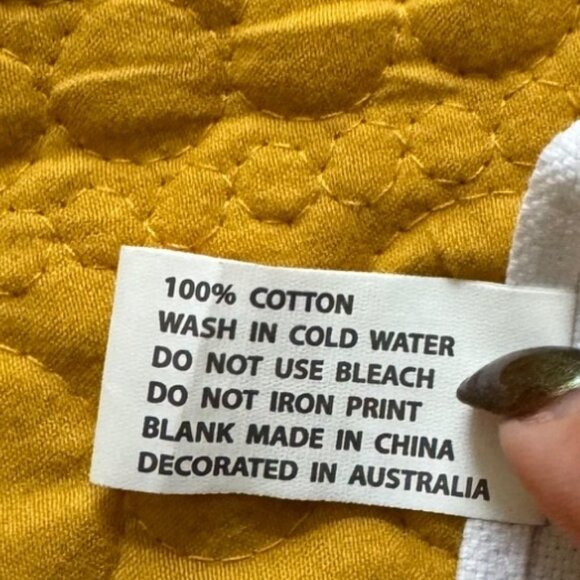 100% COTTON
WASH IN COLD WATER
DO NOT USE BLEACH
DO NOT IRON PRINT
BLANK MADE IN CHINA
DECORATED IN AUSTRALIA